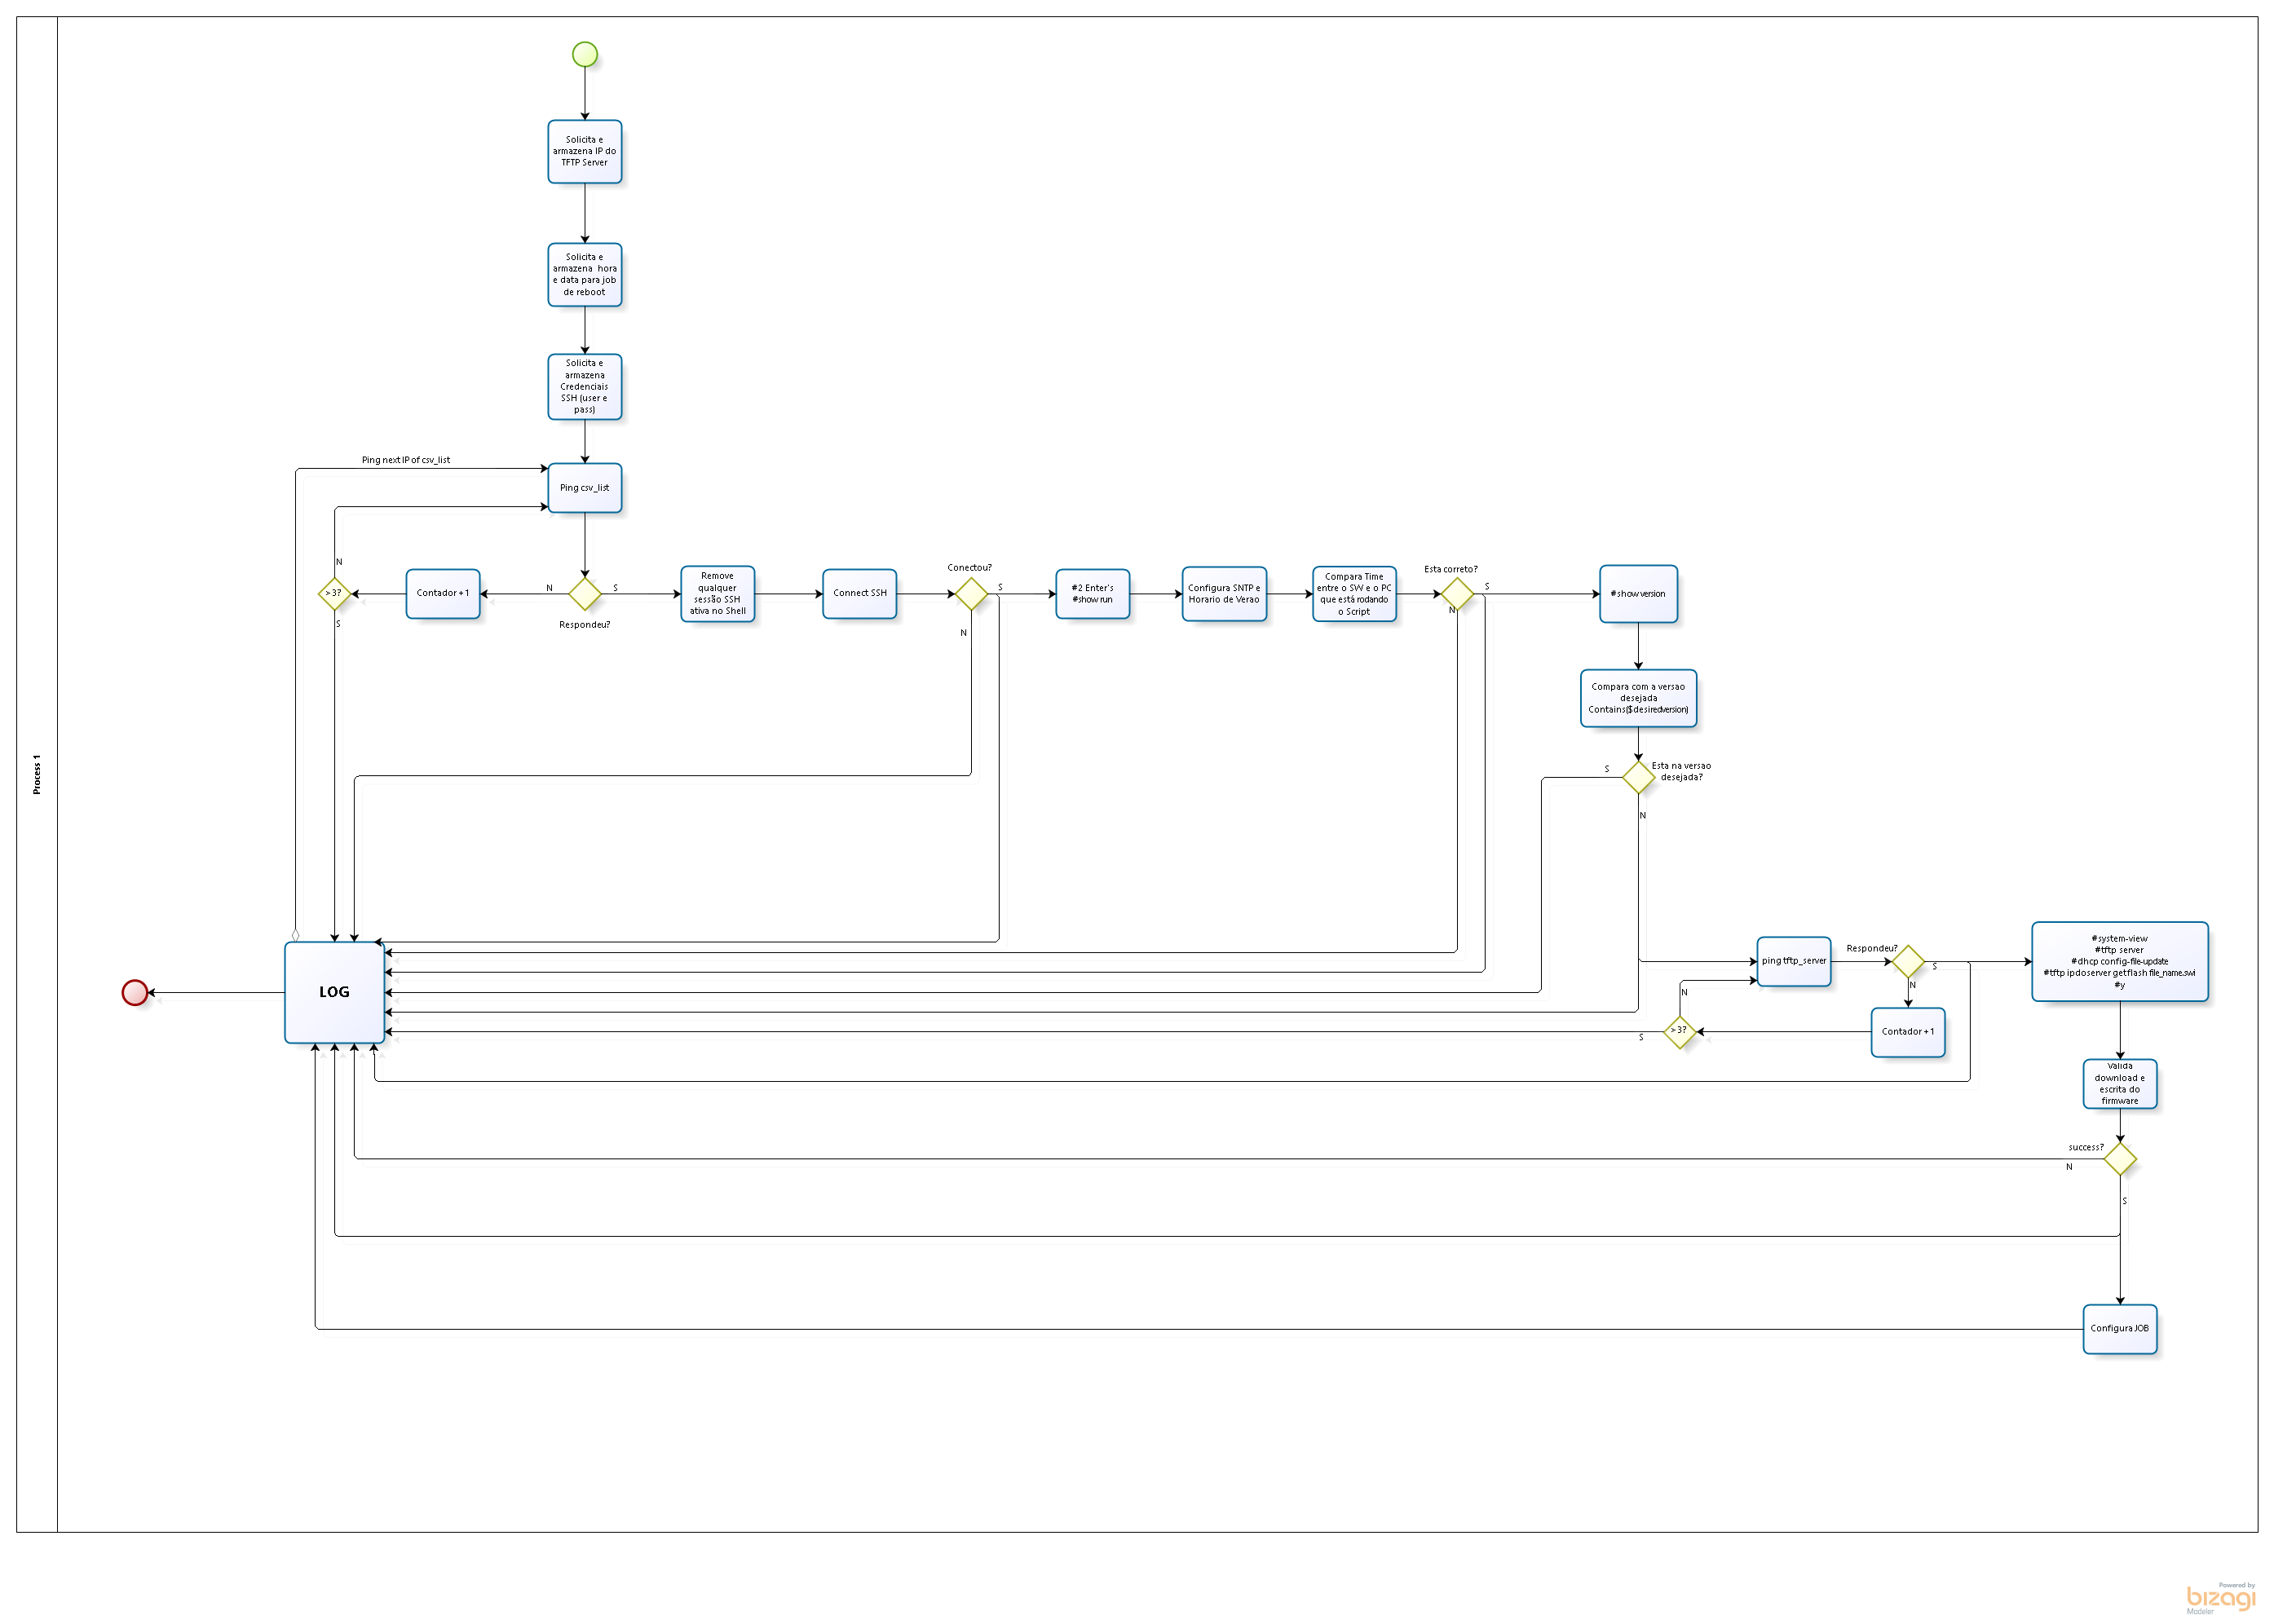 Solicita e
armazena IP do
TFTP Server
Solicita e
armazena hora
e data para job
de reboot
Solicita e
armazena
Credenciais
SSH (user e
pass)
Ping next IP of csv_list
Ping csv_list
N
>3?
S
Contador +1
N
S
Respondeu?
Remove
qualquer
sessão SSH
ativa no Shell
Connect SSH
Conectou?
S
N
#2 Enter's
#show run
Configura SNTP e
Horario de Verao
Compara Time
entre o SW e o PC
que está rodando
o Script
Esta correto?
S
N
#show version
Compara com a versao
desejada
Contains($desiredversion)
S
Esta na versao
desejada?
N
Process 1
LOG
ping tftp_server
Respondeu?
S
N
N
>3?
S
Contador +1
#system-view
#tftp server
#dhcp config-file-update
#tftp ipdoserver getflash file_name.swi
#y
Valida
download e
escrita do
firmware
success?
N
S
Configura JOB
Powered by
bizagi
Modeler